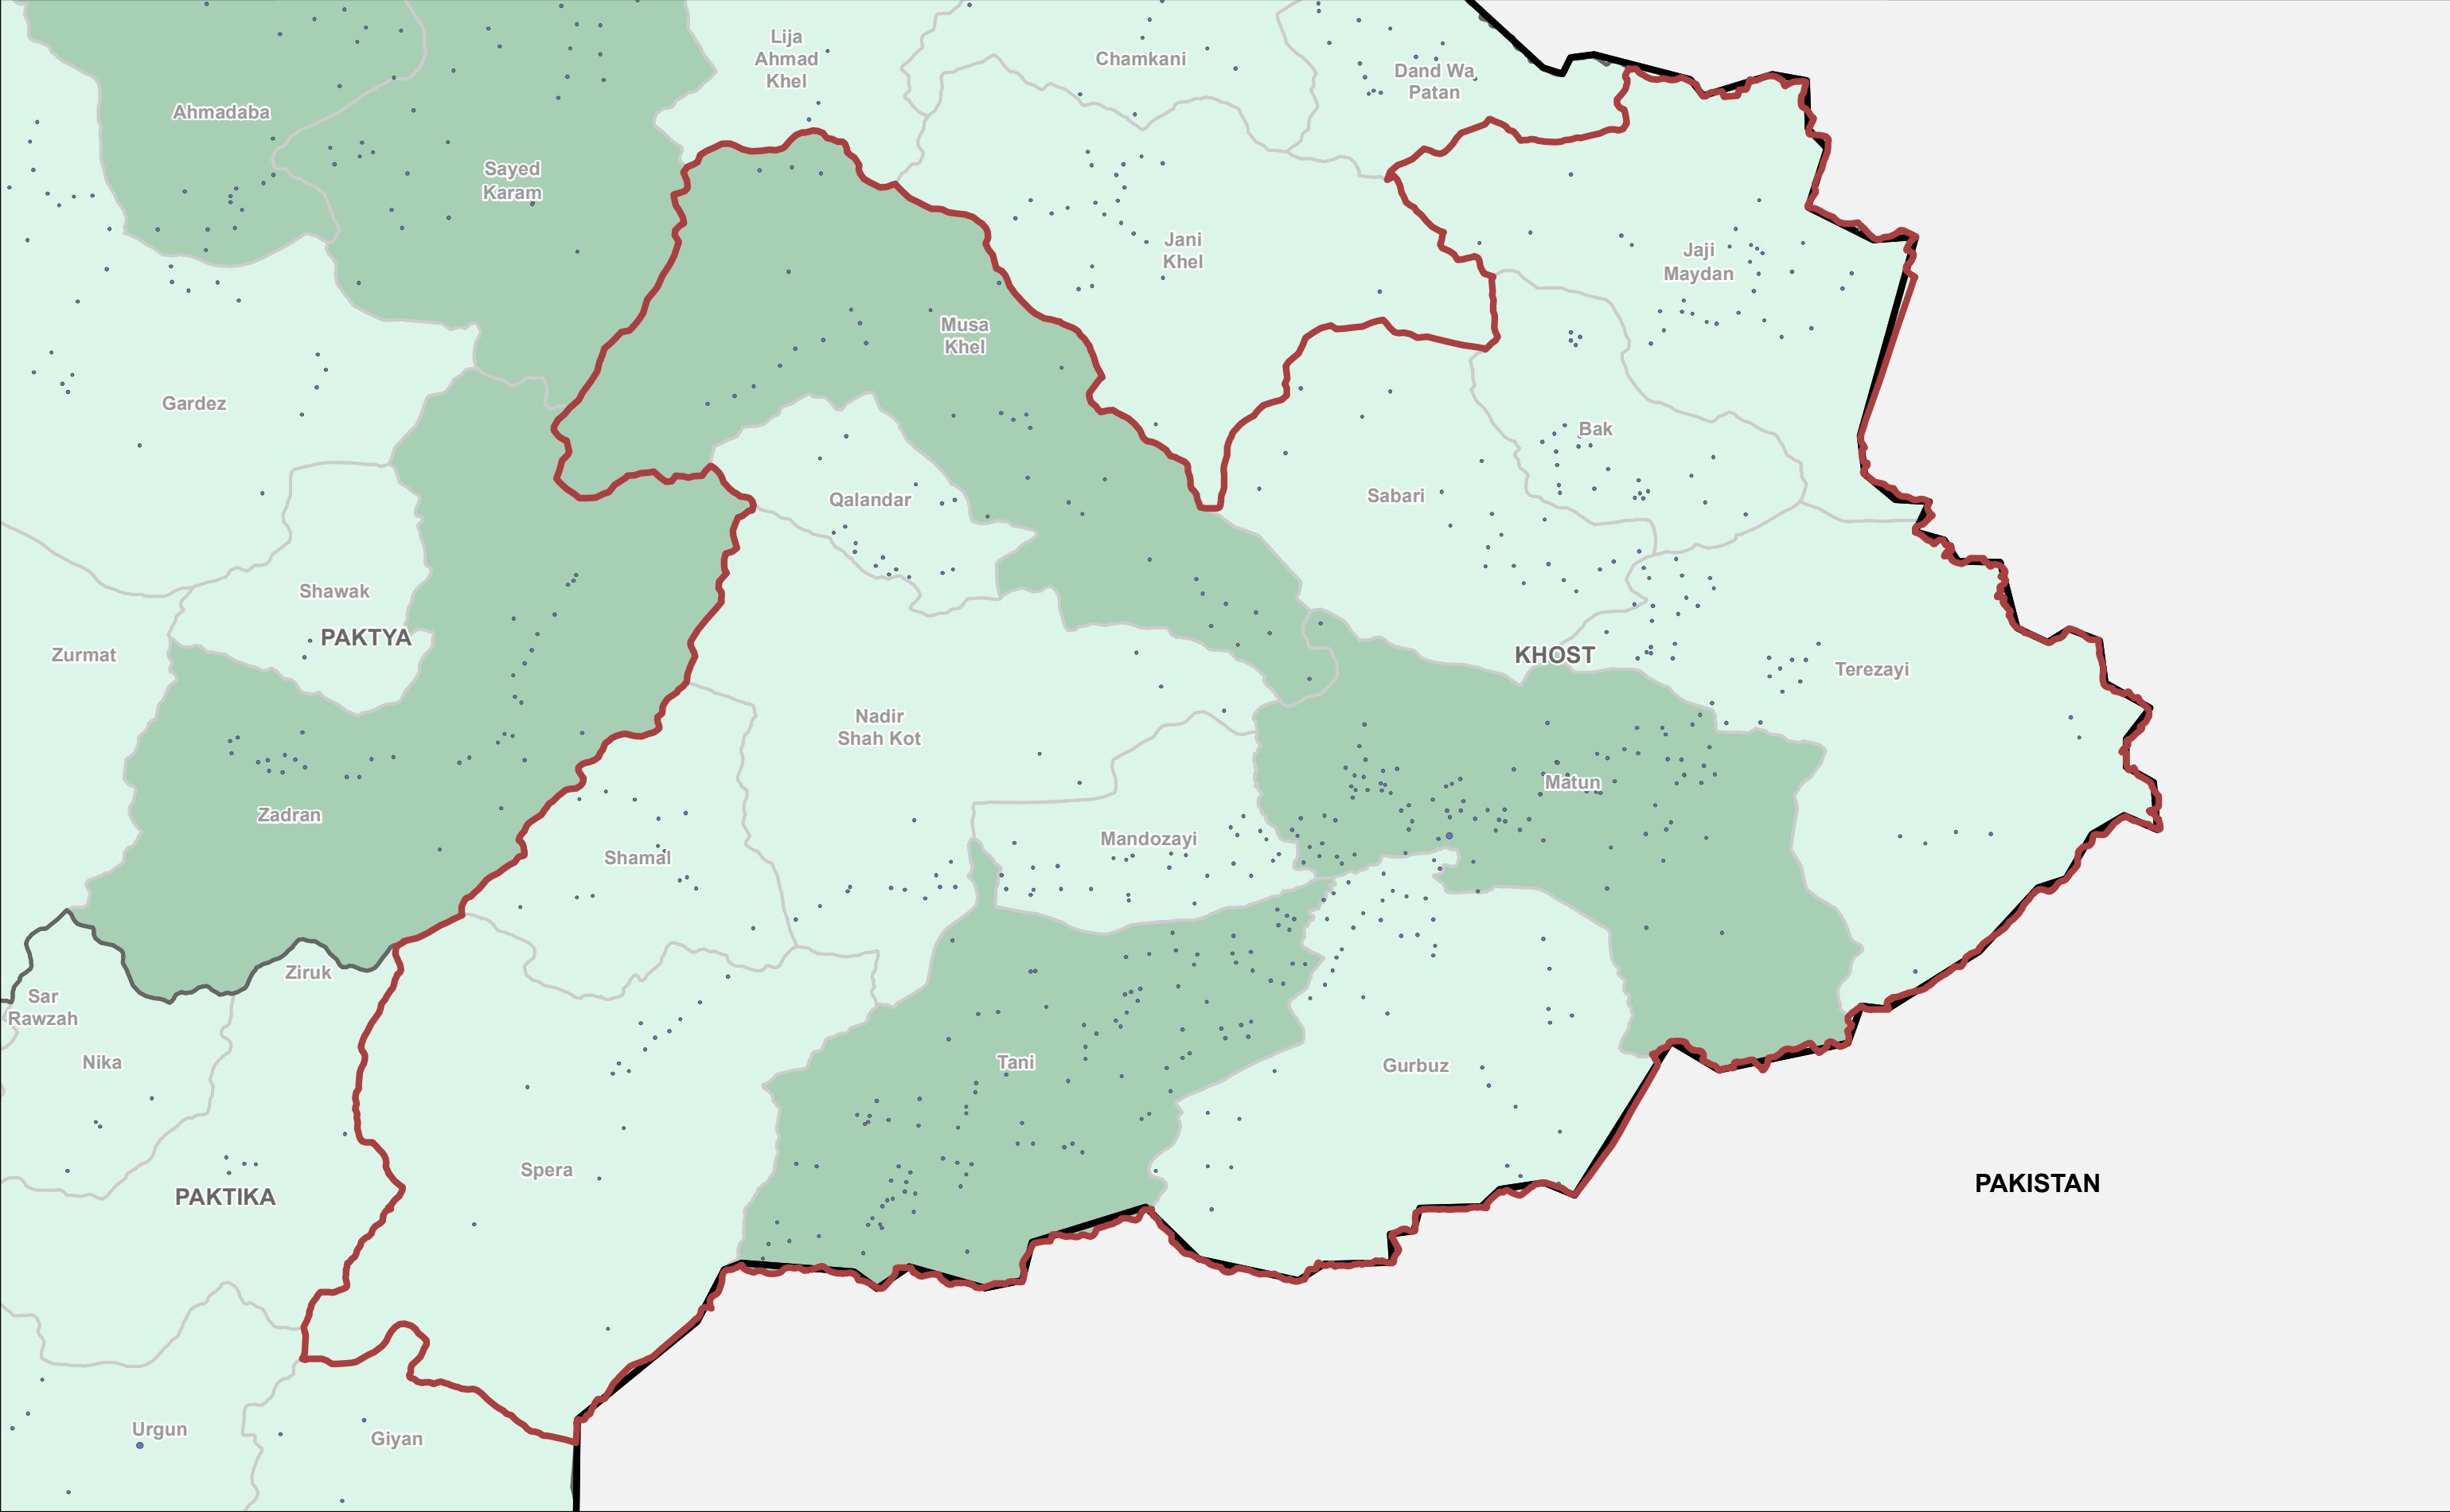 Lija
Ahmad
Khel
Chamkani
Dand Wa
Patan
Ahmadaba
Sayed
Karam
Jani
Khel
Jaji
Maydan
Musa
Khel
Gardez
Bak
Qalandar
Sabari
Shawak
PAKTYA
Zurmat
KHOST
Terezayi
Nadir
Shah Kot
Matun
Zadran
Mandozayi
Shamal
Ziruk
Sar
Rawzah
Nika
Tani
Gurbuz
Spera
PAKTIKA
PAKISTAN
Urgun
Giyan